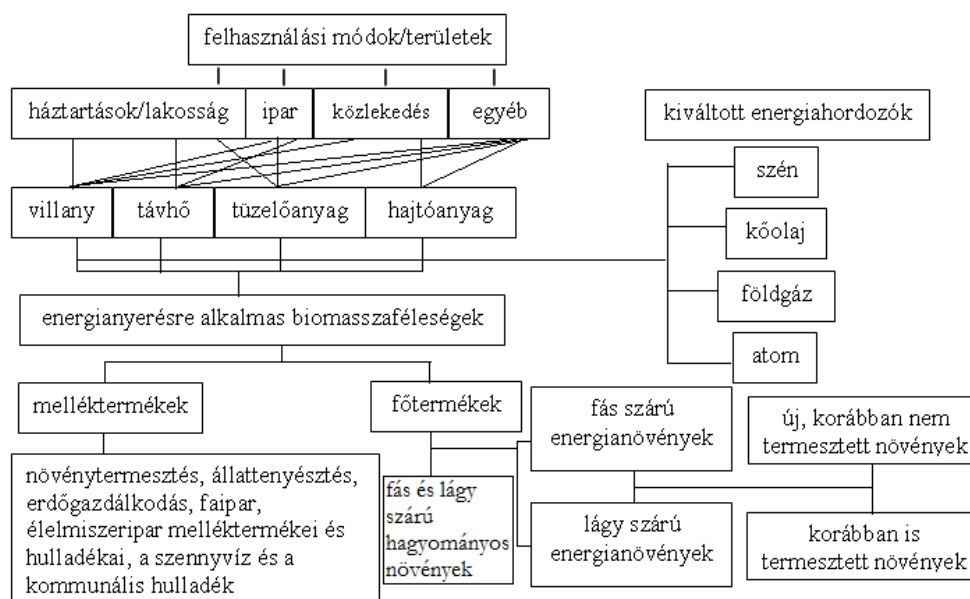 felhasználási módok/területek
háztartások/lakosság
ipar
közlekedés
egyéb
kiváltott energiahordozók
szén
villany
távhő
tüzelőanyag
hajtóanyag
kőolaj
földgáz
energianyerésre alkalmas biomasszaféleségek
atom
melléktermékek
főtermékek
fás szárú
energianövények
új, korábban nem
termesztett növények
növénytermesztés, állattenyésztés,
erdőgazdálkodás, faipar,
élelmiszeripar melléktermékei és
hulladékai, a szennyvíz és a
kommunális hulladék
fás és lágy
szárú
hagyományos
növények
lágy szárú
energianövények
korábban is
termesztett növények